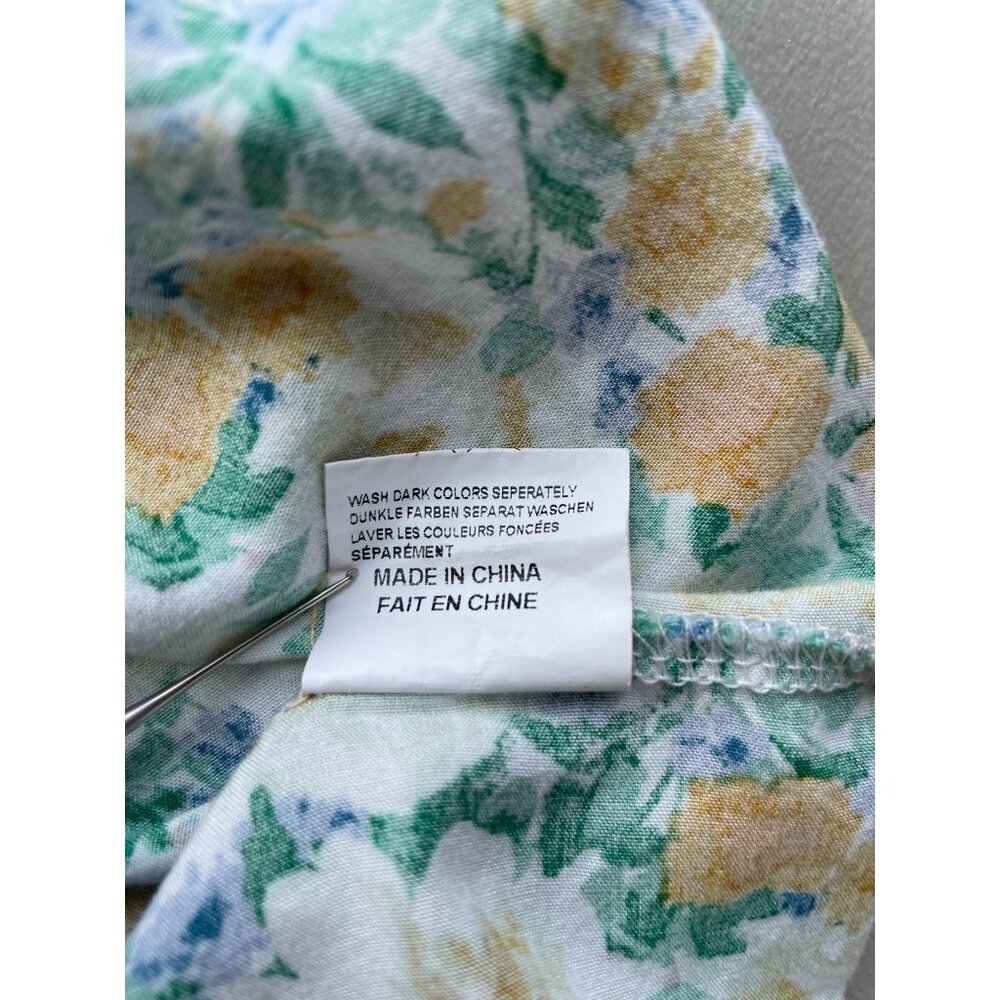 WASH DARK COLORS SEPERATELY
DUNKLE FARBEN SEPARAT WASCHEN
LAVER LES COULEURS FONCÉES
SÉPARÉMENT
MADE IN CHINA
FAIT EN CHINE